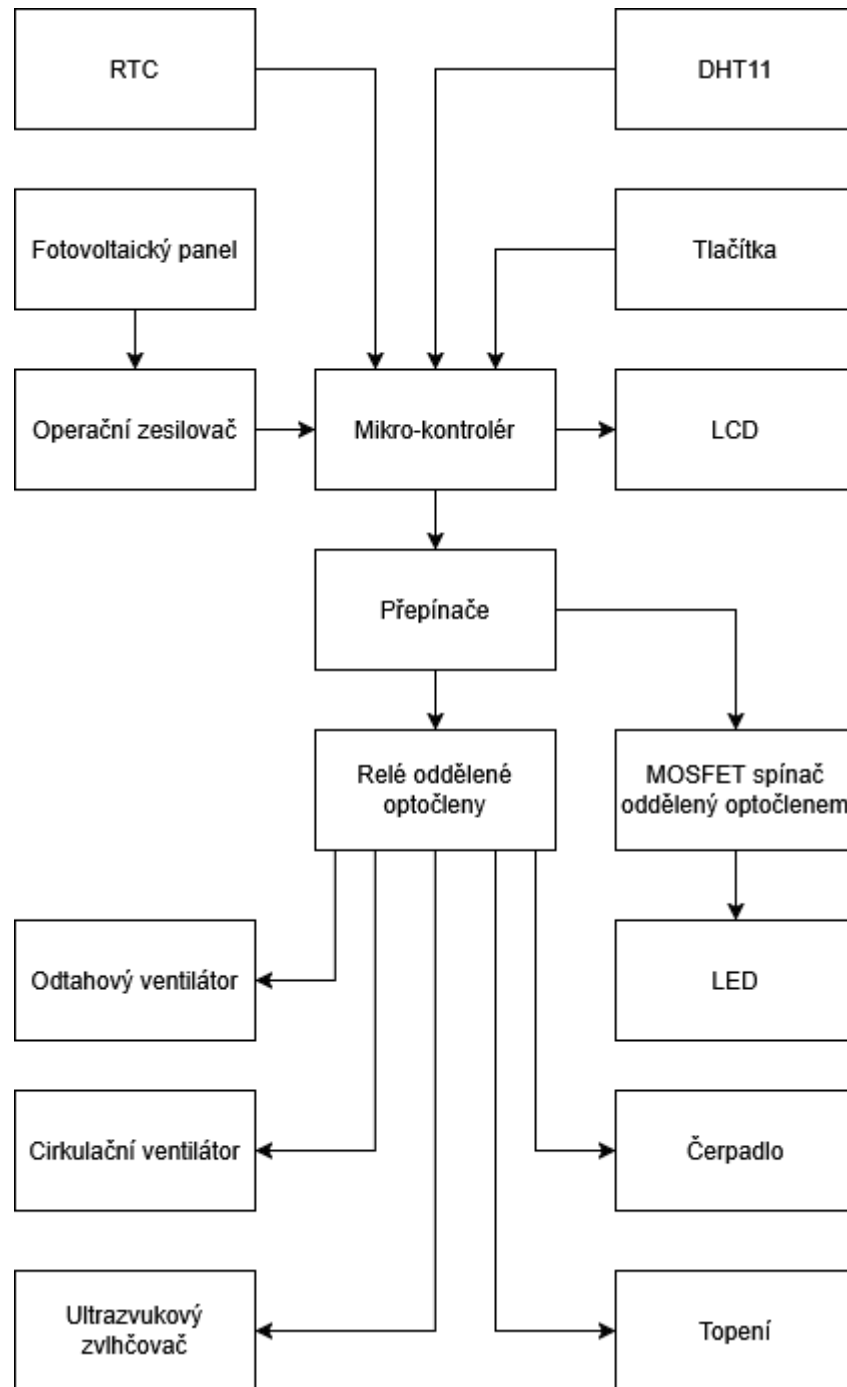 RTC
DHT11
Fotovoltaický panel
Tlačítka
Operační zesilovač
Mikro-kontrolér
LCD
Přepínače
Relé oddělené
optočleny
MOSFET spínač
oddělený optočlenem
Odtahový ventilátor
LED
Cirkulační ventilátor
Čerpadlo
Ultrazvukový
zvlhčovač
Topení